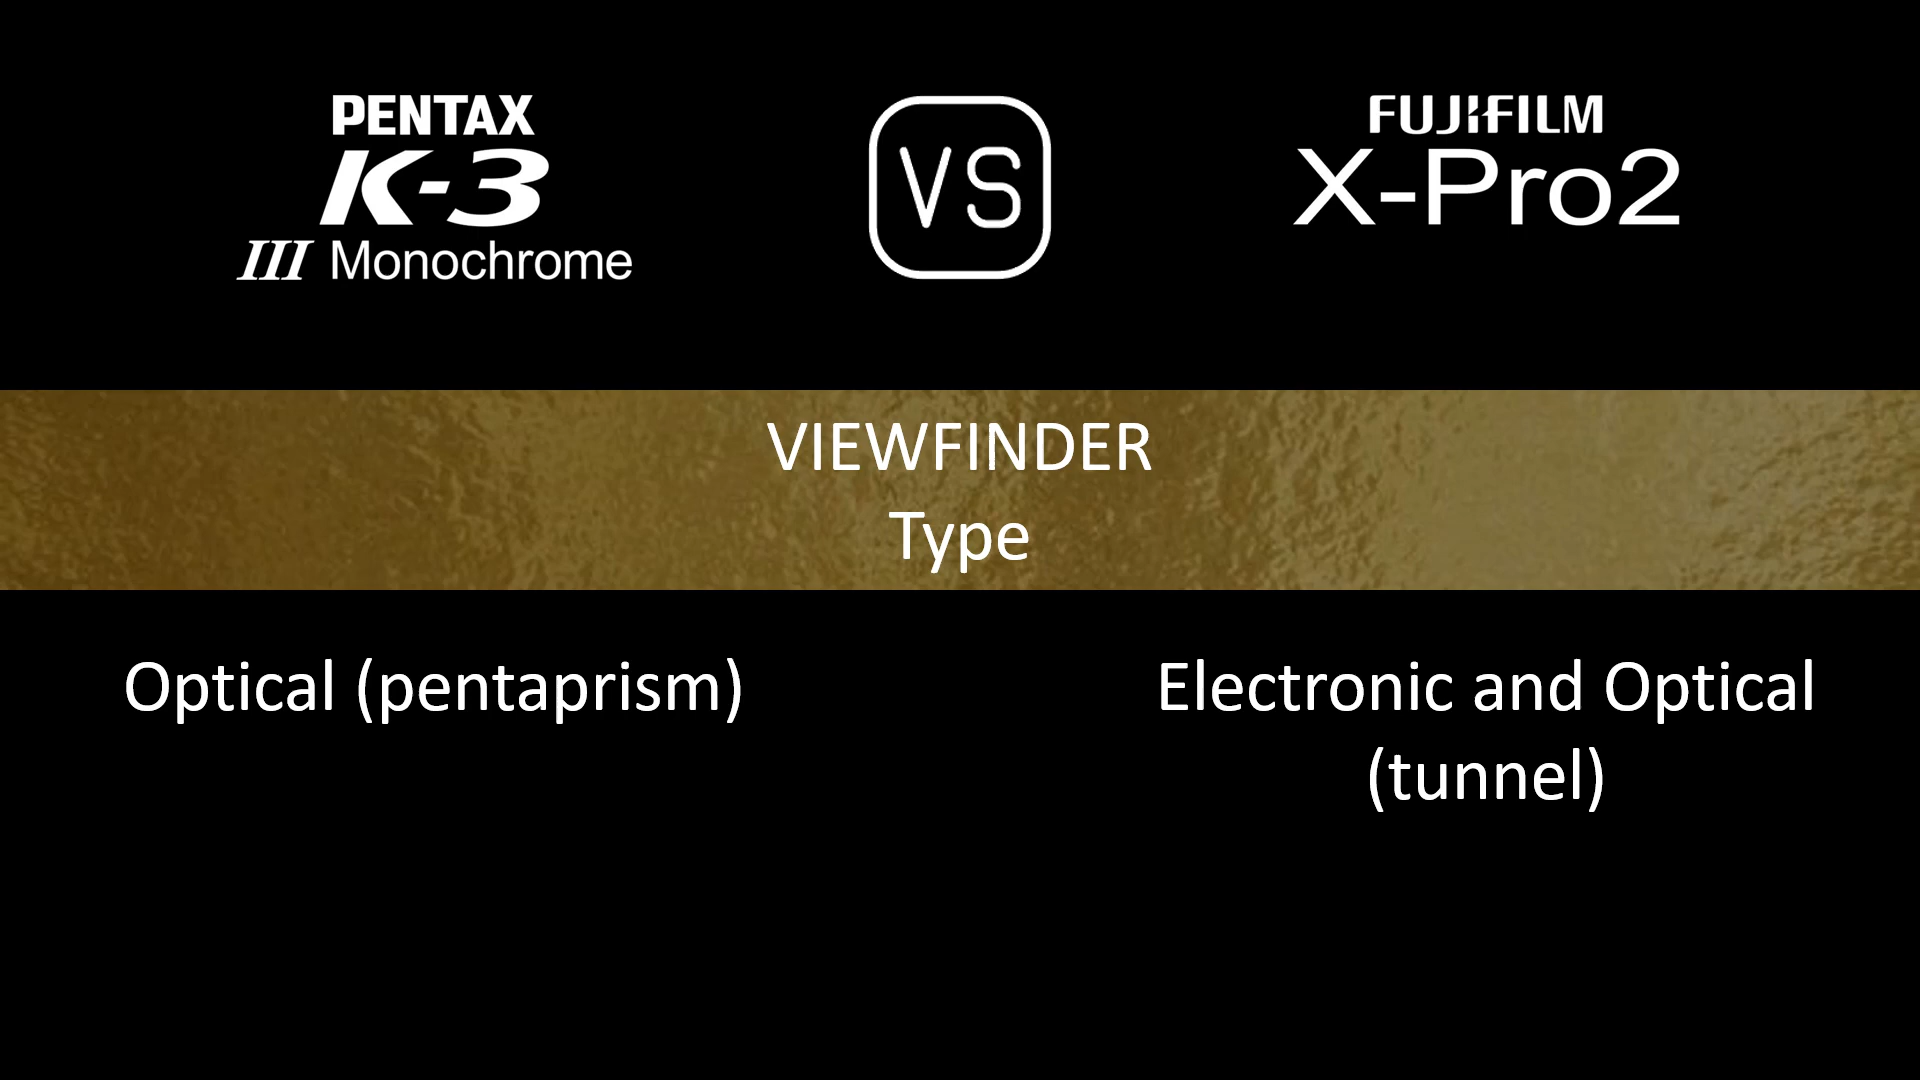 PENTAX
K-3
III Monochrome
VS
FUJIFILM
X-Pro2
VIEWFINDER
Type
Optical (pentaprism)
Electronic and Optical
(tunnel)